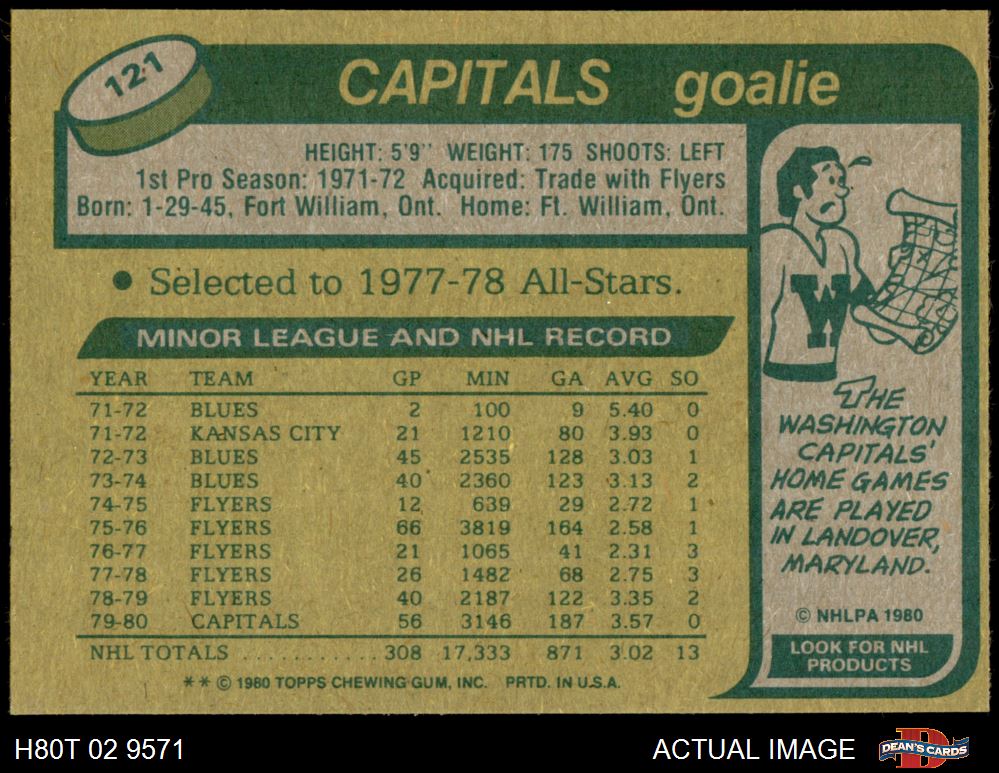 121
CAPITALS goalie
HEIGHT: 5'9" WEIGHT: 175 SHOOTS: LEFT
1st Pro Season: 1971-72 Acquired: Trade with Flyers
Born: 1-29-45, Fort William, Ont. Home: Ft. William, Ont.
• Selected to 1977-78 All-Stars.
MINOR LEAGUE AND NHL RECORD
YEAR TEAM GP MIN GA AVG SO
71-72 BLUES 2 100 9 5.40 0
71-72 KANSAS CITY 21 1210 80 3.93 0
72-73 BLUES 45 2535 128 3.03 1
73-74 BLUES 40 2360 123 3.13 2
74-75 FLYERS 12 639 29 2.72 1
75-76 FLYERS 66 3819 164 2.58 1
76-77 FLYERS 21 1065 41 2.31 3
77-78 FLYERS 26 1482 68 2.75 3
78-79 FLYERS 40 2187 122 3.35 2
79-80 CAPITALS 56 3146 187 3.57 0
NHL TOTALS .......... 308 17,333 871 3.02 13
** © 1980 TOPPS CHEWING GUM, INC. PRTD. IN U.S.A.
W
THE
WASHINGTON
CAPITALS'
HOME GAMES
ARE PLAYED
IN LANDOVER,
MARYLAND.
© NHLPA 1980
LOOK FOR NHL
PRODUCTS
H80T 02 9571
ACTUAL IMAGE
D
DEAN'S CARDS